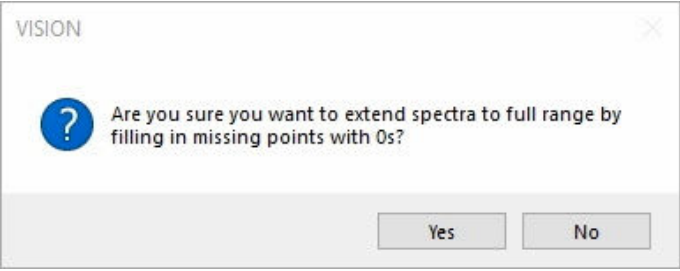 VISION
Are you sure you want to extend spectra to full range by
filling in missing points with 0s?
Yes
No